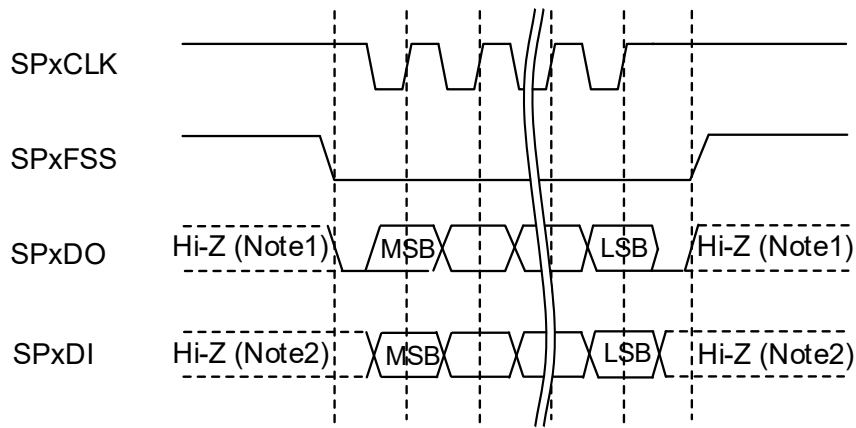 SPxCLK
SPxFSS
SPxDO Hi-Z (Note1) MSB LSB Hi-Z (Note1)
SPxDI Hi-Z (Note2) MSB LSB Hi-Z (Note2)